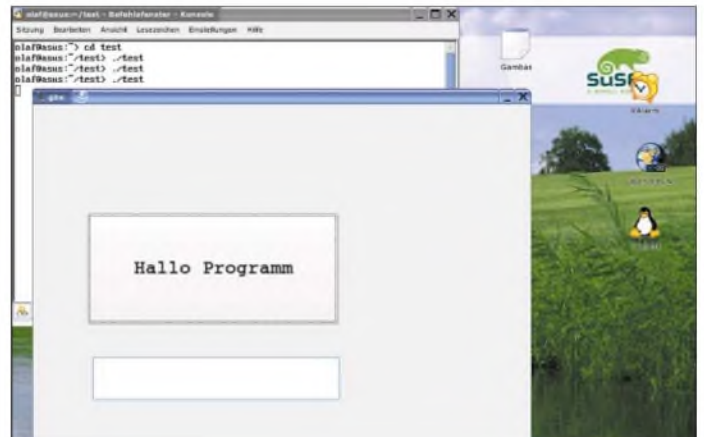 olaf@asus:~/test - Befehlsfenster - Konsole
Sitzung Bearbeiten Ansicht Lesezeichen Einstellungen Hilfe
olaf@asus:~> cd test
olaf@asus:~/test> ./test
olaf@asus:~/test> ./test
olaf@asus:~/test> ./test
Gambas
SuSE
Hallo Programm